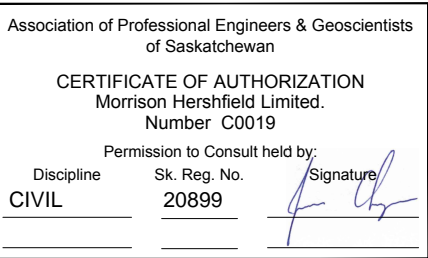 Association of Professional Engineers & Geoscientists
of Saskatchewan
CERTIFICATE OF AUTHORIZATION
Morrison Hershfield Limited.
Number C0019
Permission to Consult held by:
Discipline Sk. Reg. No. Signature
CIVIL 20899